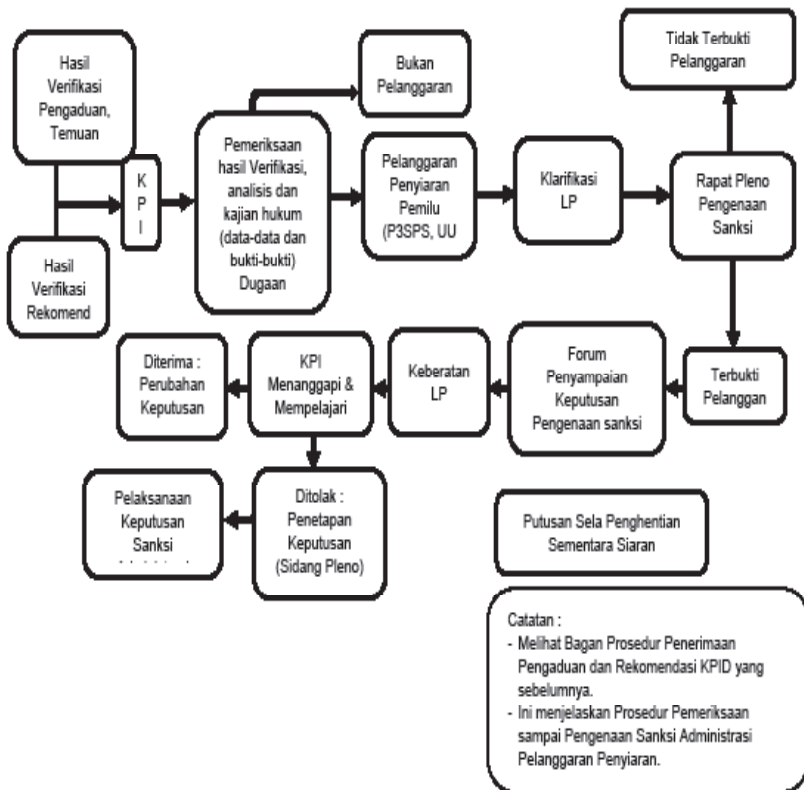 Hasil
Verifikasi
Pengaduan,
Temuan
Hasil
Verifikasi
Rekomend
K
P
I
Pemeriksaan
hasil Verifikasi,
analisis dan
kajian hukum
(data-data dan
bukti-bukti)
Dugaan
Bukan
Pelanggaran
Pelanggaran
Penyiaran
Pemilu
(P3SPS, UU
Klarifikasi
LP
Rapat Pleno
Pengenaan
Sanksi
Tidak Terbukti
Pelanggaran
Terbukti
Pelanggan
Forum
Penyampaian
Keputusan
Pengenaan sanksi
Keberatan
LP
KPI
Menanggapi &
Mempelajari
Diterima :
Perubahan
Keputusan
Ditolak :
Penetapan
Keputusan
(Sidang Pleno)
Pelaksanaan
Keputusan
Sanksi
Putusan Sela Penghentian
Sementara Siaran
Catatan :
- Melihat Bagan Prosedur Penerimaan
Pengaduan dan Rekomendasi KPID yang
sebelumnya.
- Ini menjelaskan Prosedur Pemeriksaan
sampai Pengenaan Sanksi Administrasi
Pelanggaran Penyiaran.